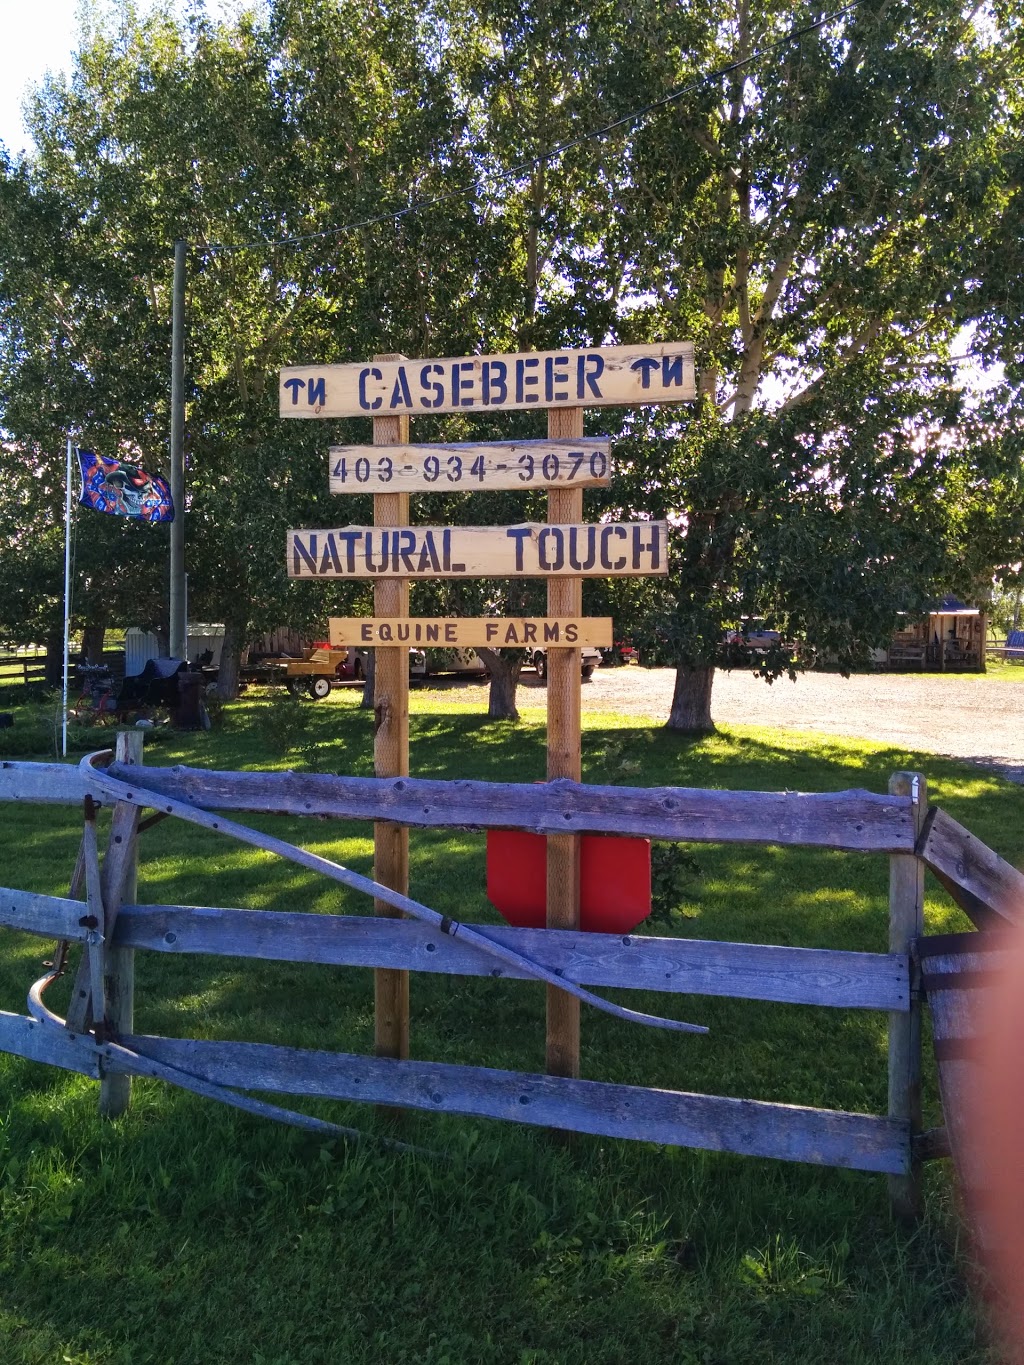 TN CASEBEER TN
403-934-3070
NATURAL TOUCH
EQUINE FARMS